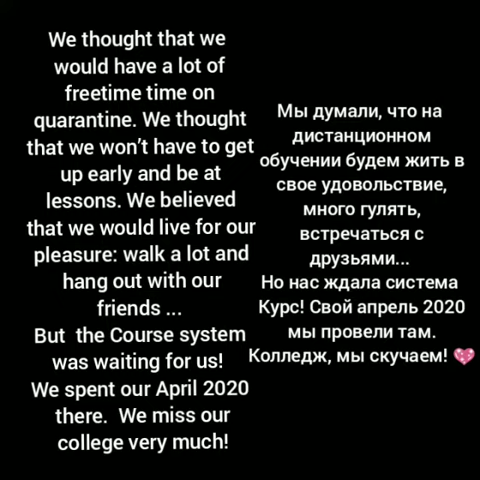 We thought that we
would have a lot of
freetime time on
quarantine. We thought
that we won't have to get
up early and be at
lessons. We believed
that we would live for our
pleasure: walk a lot and
hang out with our
friends ...
But  the Course system
was waiting for us!
We spent our April 2020
there.  We miss our
college very much!
Мы думали, что на
дистанционном
обучении будем жить в
свое удовольствие,
много гулять,
встречаться с
друзьями...
Но нас ждала система
Курс! Свой апрель 2020
мы провели там.
Колледж, мы скучаем! 💖